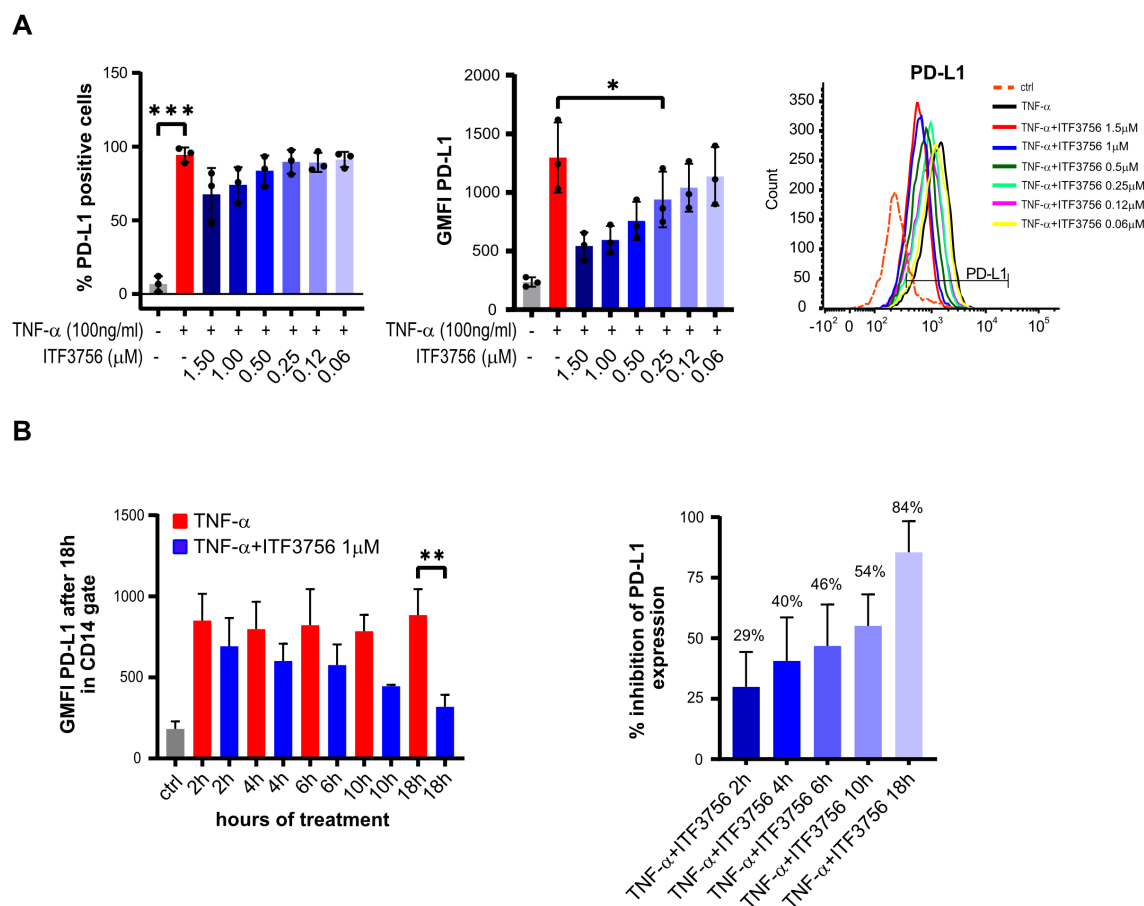 A
150
100
50
0
% PD-L1 positive cells
***
TNF-α (100ng/ml) - + + + + + + +
ITF3756 (μM) - - 1.50 1.00 0.50 0.25 0.12 0.06
2000
1500
1000
500
0
GMFI PD-L1
*
TNF-α (100ng/ml) - + + + + + + +
ITF3756 (μM) - - 1.50 1.00 0.50 0.25 0.12 0.06
PD-L1
350
300
250
200
150
100
50
0
Count
PD-L1
-10² 0 10² 10³ 10⁴ 10⁵
ctrl
TNF-α
TNF-α+ITF3756 1.5μM
TNF-α+ITF3756 1μM
TNF-α+ITF3756 0.5μM
TNF-α+ITF3756 0.25μM
TNF-α+ITF3756 0.12μM
TNF-α+ITF3756 0.06μM
B
1500
1000
500
0
GMFI PD-L1 after 18h
in CD14 gate
TNF-α
TNF-α+ITF3756 1μM
**
ctrl 2h 2h 4h 4h 6h 6h 10h 10h 18h 18h
hours of treatment
100
75
50
25
0
% inhibition of PD-L1
expression
29%
40%
46%
54%
84%
TNF-α+ITF3756 2h
TNF-α+ITF3756 4h
TNF-α+ITF3756 6h
TNF-α+ITF3756 10h
TNF-α+ITF3756 18h